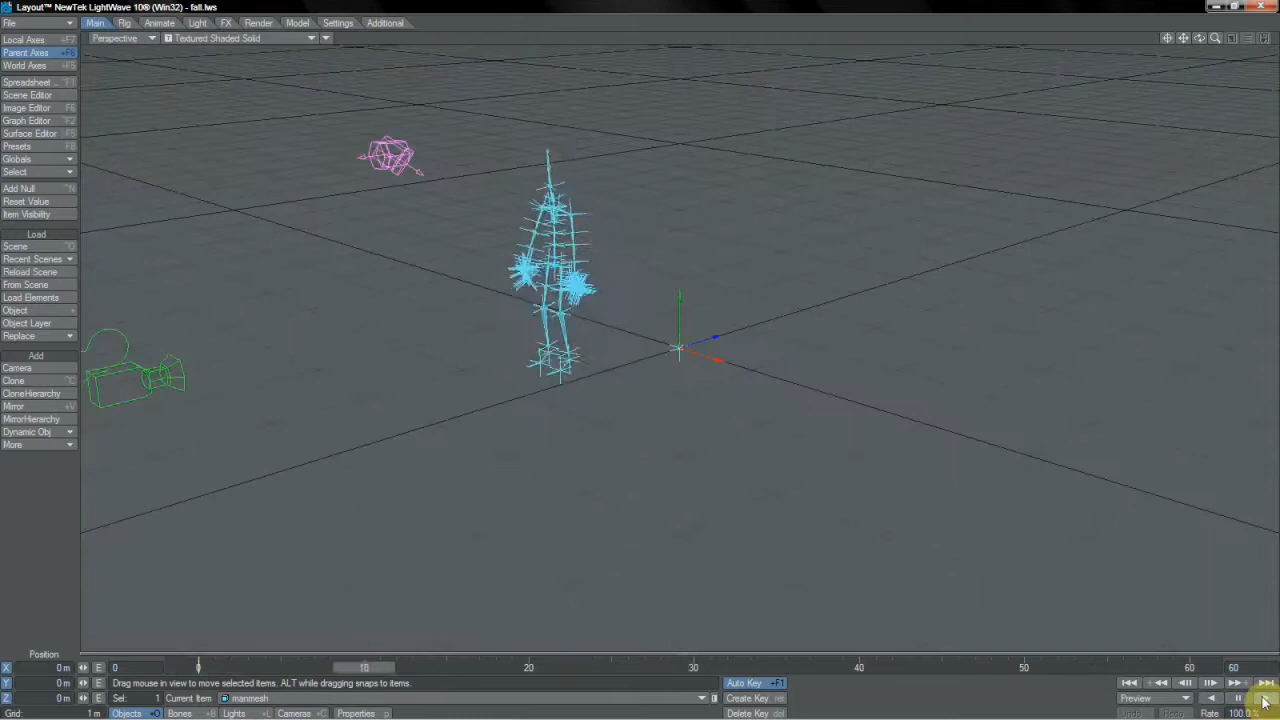 Layout™ NewTek LightWave 10® (Win32) - fall.lws
File Main Rig Animate Light FX Render Model Settings Additional
Perspective Textured Shaded Solid
Local Axes +F7
Parent Axes +F6
World Axes +F5
Spreadsheet ... ^F1
Scene Editor
Image Editor F6
Graph Editor ^F2
Surface Editor F5
Presets F8
Globals
Select
Add Null ^N
Reset Value
Item Visibility
Load
Scene ^O
Recent Scenes
Reload Scene
From Scene
Load Elements
Object +
Object Layer
Replace
Add
Camera
Clone ^C
CloneHierarchy
Mirror +V
MirrorHierarchy
Dynamic Obj
More
Position
X 0 m E 0 0 10 20 30 40 50 60 60
Y 0 m E Drag mouse in view to move selected items. ALT while dragging snaps to items. Auto Key +F1
Z 0 m E Sel: 1 Current Item manmesh Create Key ret Preview
Grid: 1 m Objects +O Bones +B Lights +L Cameras +C Properties p Delete Key del Undo Redo Rate 100.0 %